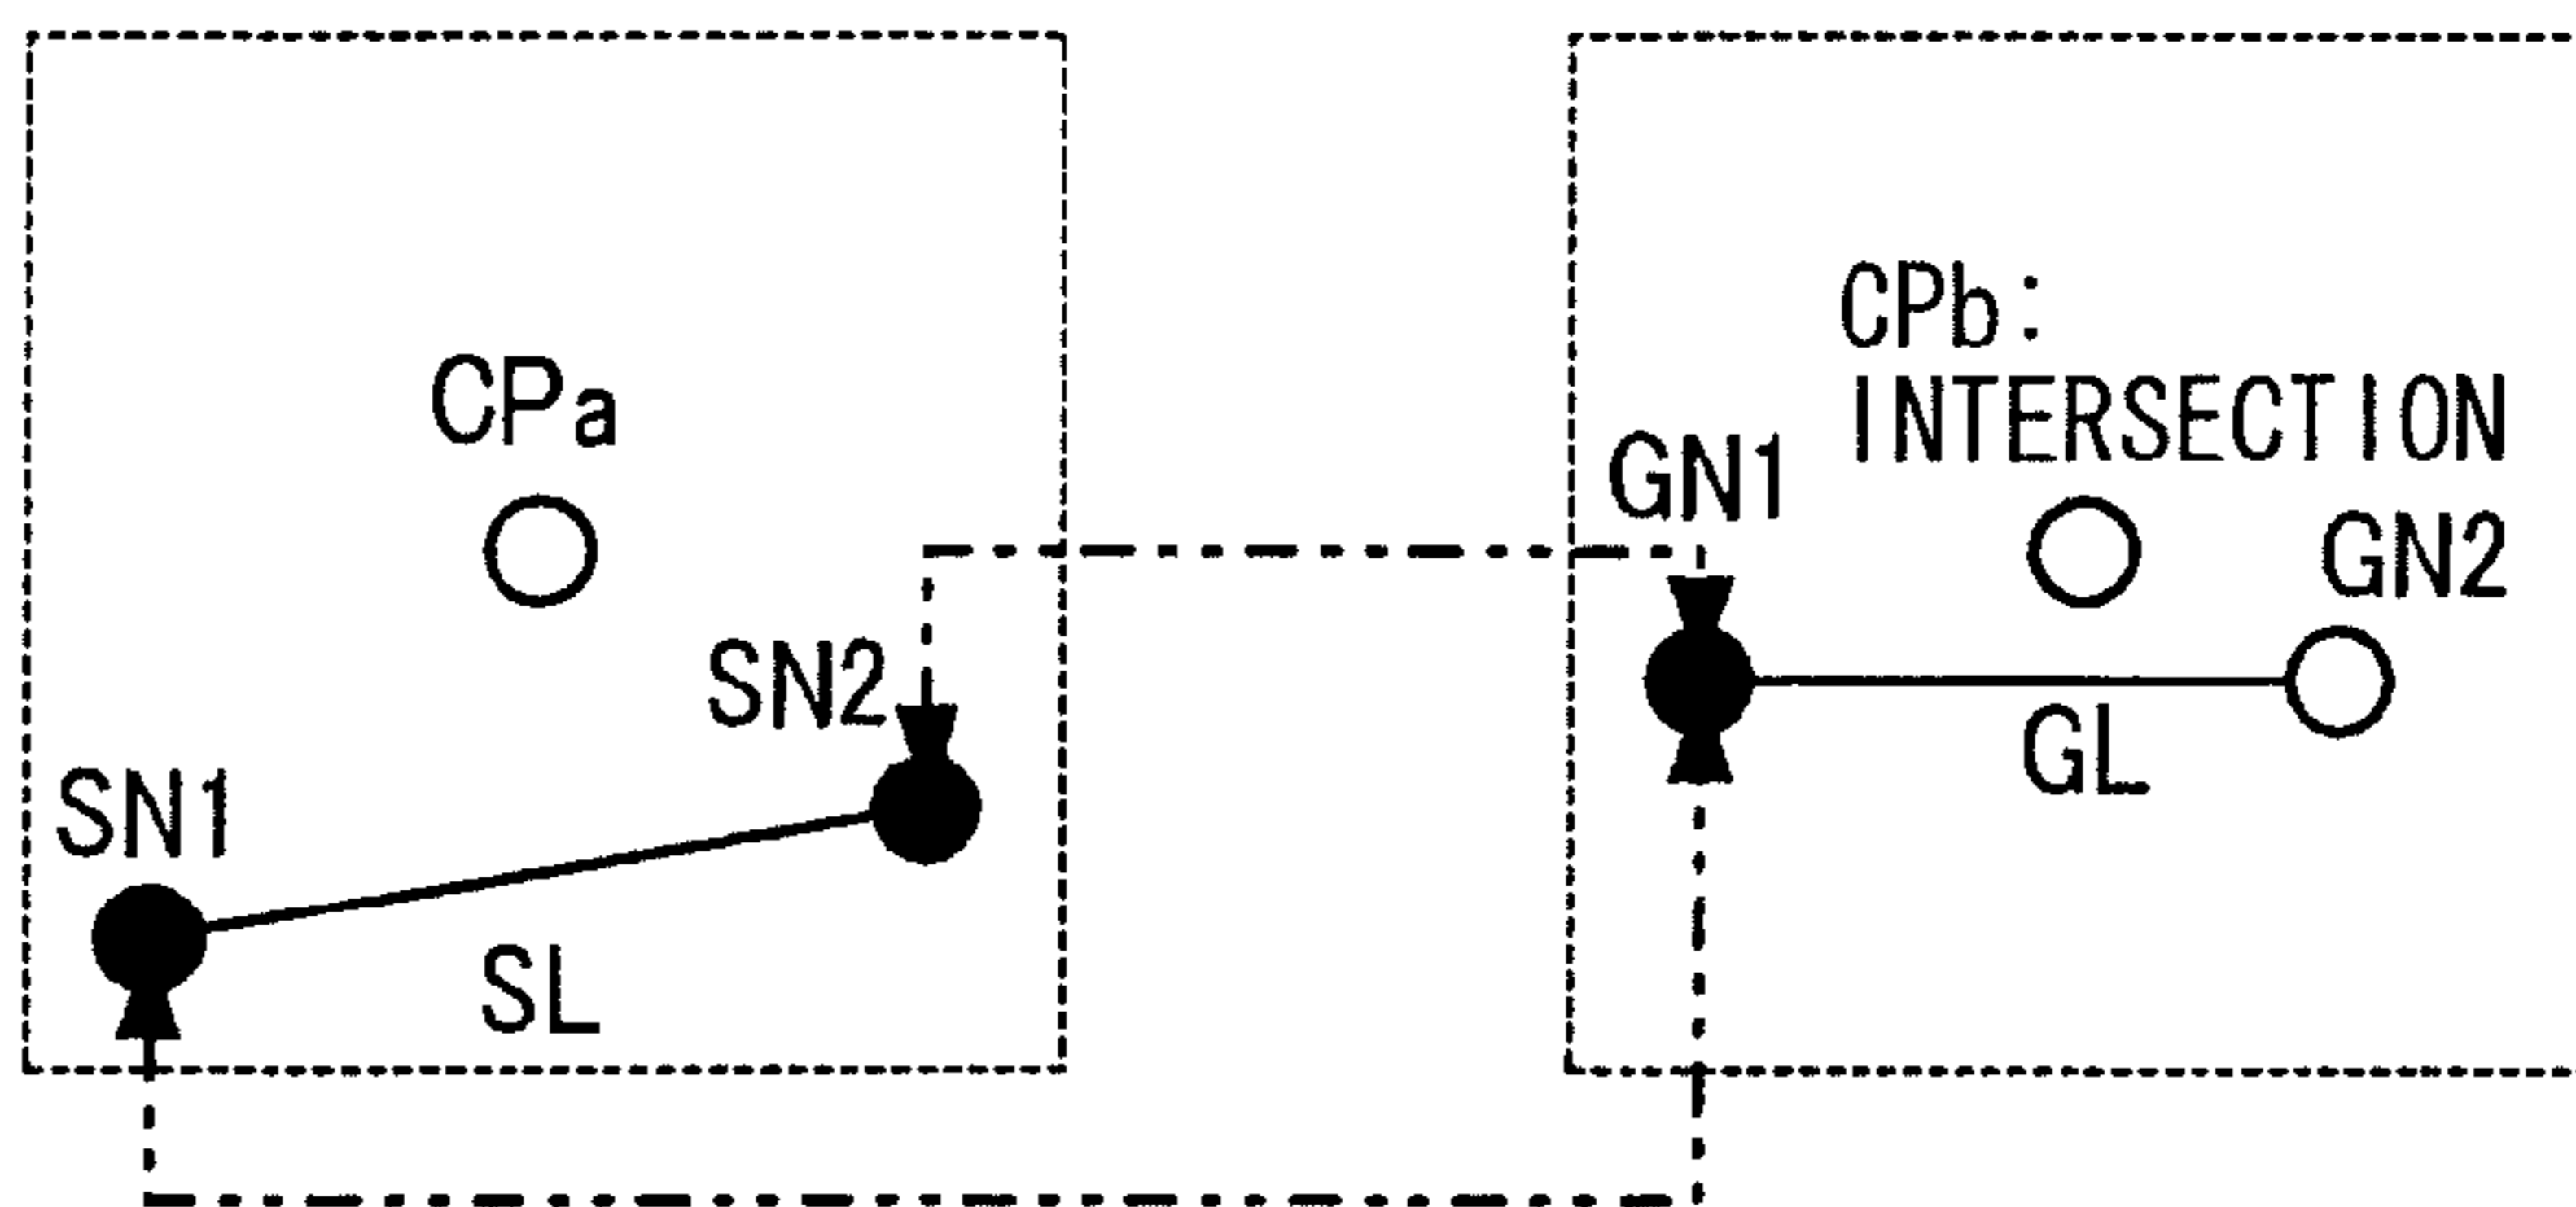 CPa
SN2
SN1
SL
CPb:
INTERSECTION
GN1
GN2
GL